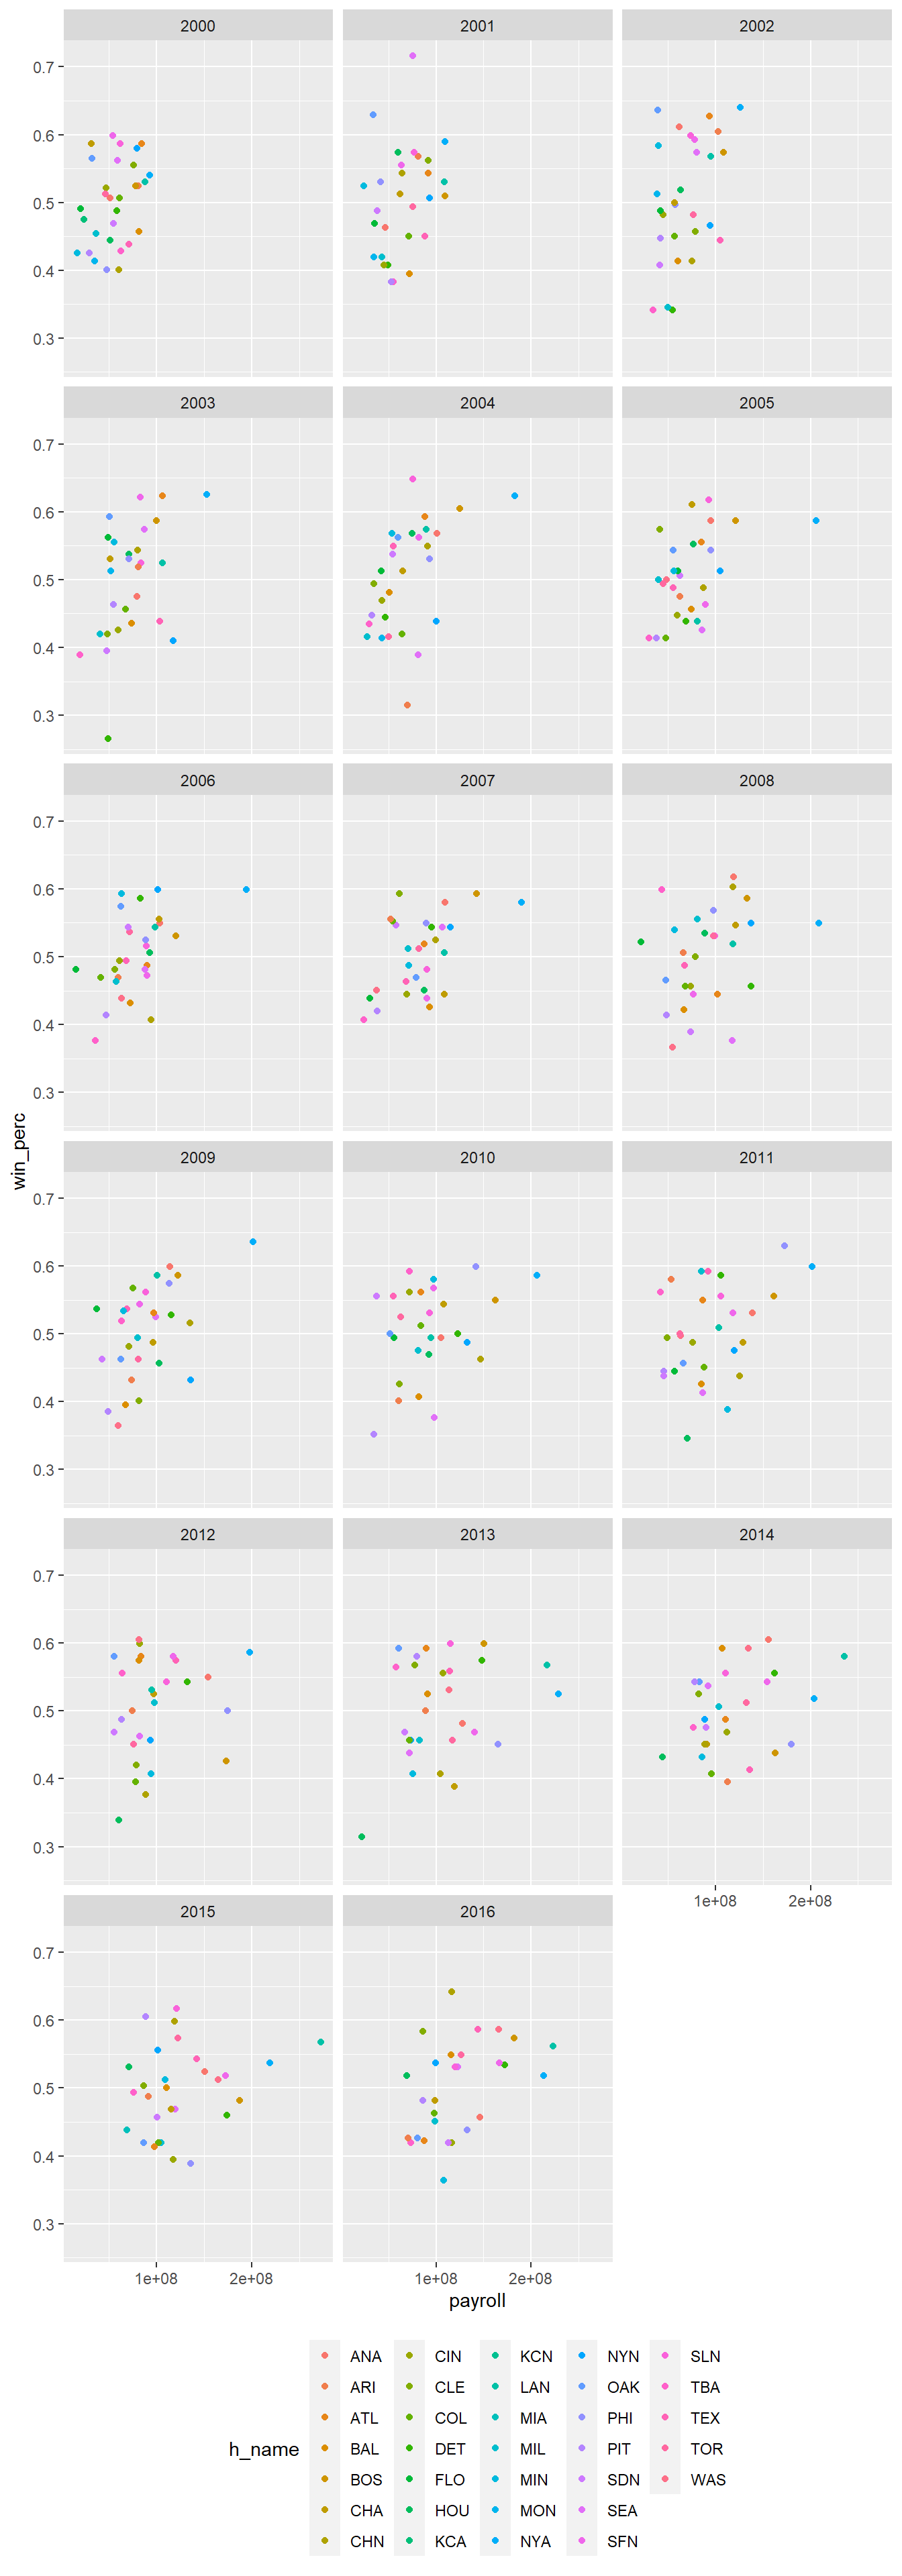 2000 2001 2002
0.7
0.6
0.5
0.4
0.3
2003 2004 2005
0.7
0.6
0.5
0.4
0.3
2006 2007 2008
0.7
0.6
0.5
0.4
0.3
win_perc
2009 2010 2011
0.7
0.6
0.5
0.4
0.3
2012 2013 2014
0.7
0.6
0.5
0.4
0.3
1e+08 2e+08
2015 2016
0.7
0.6
0.5
0.4
0.3
1e+08 2e+08 1e+08 2e+08
payroll
h_name
ANA CIN KCN NYN SLN
ARI CLE LAN OAK TBA
ATL COL MIA PHI TEX
BAL DET MIL PIT TOR
BOS FLO MIN SDN WAS
CHA HOU MON SEA
CHN KCA NYA SFN